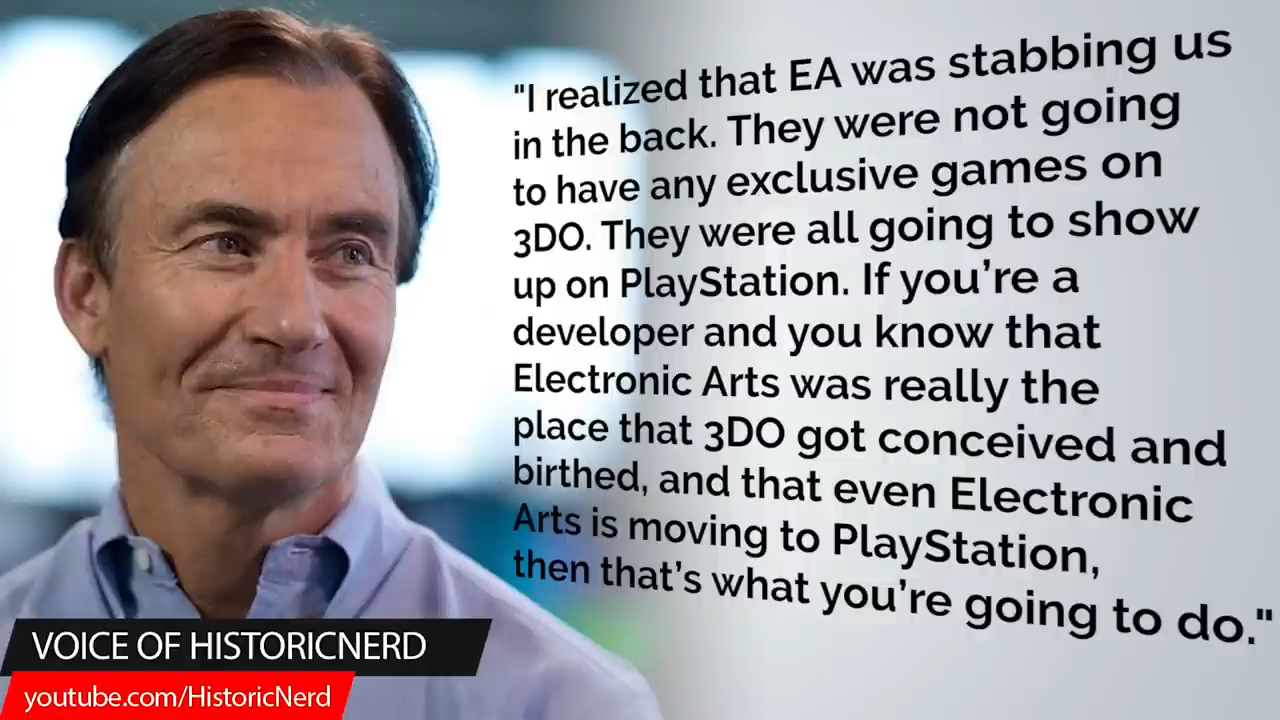 "I realized that EA was stabbing us
in the back. They were not going
to have any exclusive games on
3DO. They were all going to show
up on PlayStation. If you’re a
developer and you know that
Electronic Arts was really the
place that 3DO got conceived and
birthed, and that even Electronic
Arts is moving to PlayStation,
then that’s what you’re going to do."
VOICE OF HISTORICNERD
youtube.com/HistoricNerd